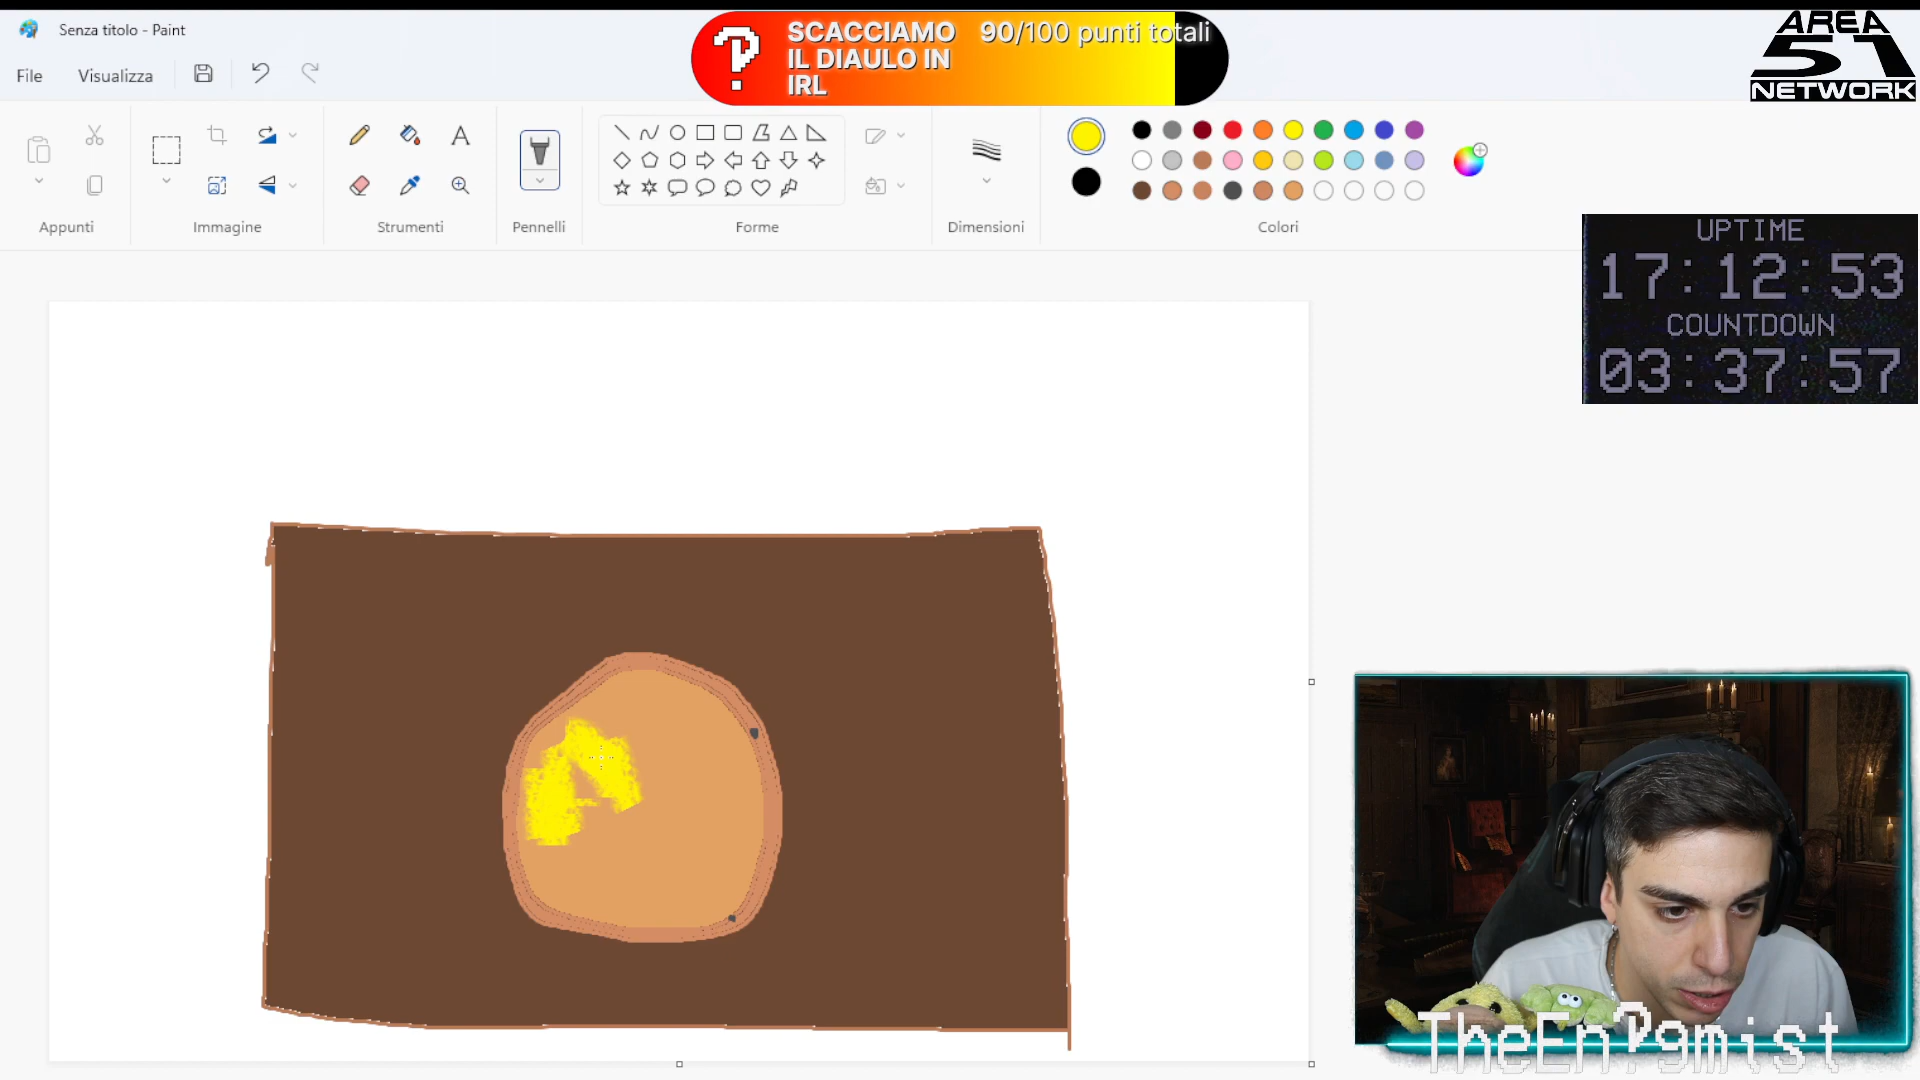 Senza titolo - Paint
File
Visualizza
SCACCIAMO
IL DIAULO IN
IRL
90/100 punti totali
AREA
51
NETWORK
Appunti
Immagine
Strumenti
Pennelli
Forme
Dimensioni
Colori
UPTIME
17:12:53
COUNTDOWN
03:37:57
TheEn?gmist